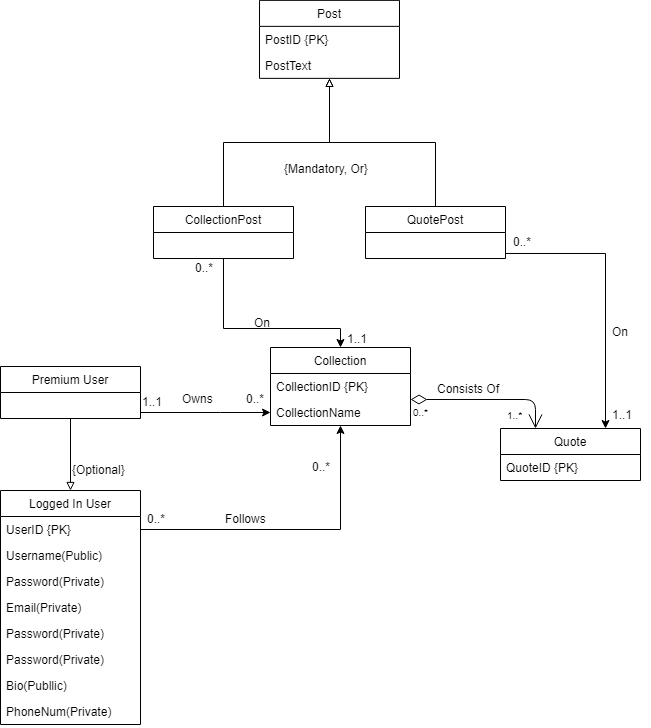 Post
PostID {PK}
PostText
{Mandatory, Or}
CollectionPost
QuotePost
0..*
0..*
On
On
1..1
Collection
CollectionID {PK}
CollectionName
Premium User
1..1
Owns
0..*
0..*
Consists Of
1..*
1..1
Quote
QuoteID {PK}
{Optional}
0..*
Logged In User
UserID {PK}
Username(Public)
Password(Private)
Email(Private)
Password(Private)
Password(Private)
Bio(Publlic)
PhoneNum(Private)
0..*
Follows